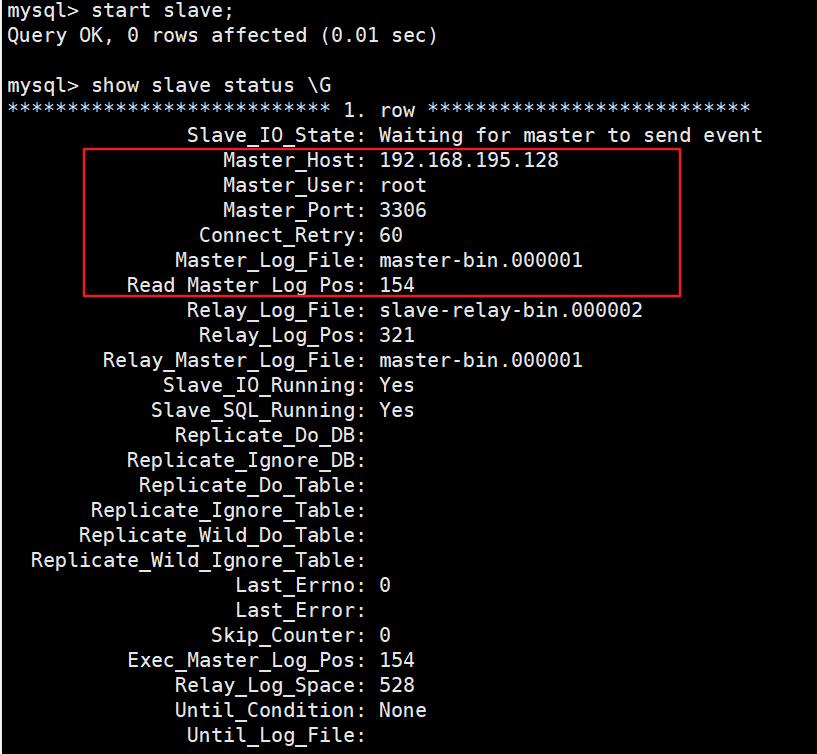 mysql> start slave;
Query OK, 0 rows affected (0.01 sec)
mysql> show slave status \G
*************************** 1. row ***************************
Slave_IO_State: Waiting for master to send event
Master_Host: 192.168.195.128
Master_User: root
Master_Port: 3306
Connect_Retry: 60
Master_Log_File: master-bin.000001
Read_Master_Log_Pos: 154
Relay_Log_File: slave-relay-bin.000002
Relay_Log_Pos: 321
Relay_Master_Log_File: master-bin.000001
Slave_IO_Running: Yes
Slave_SQL_Running: Yes
Replicate_Do_DB:
Replicate_Ignore_DB:
Replicate_Do_Table:
Replicate_Ignore_Table:
Replicate_Wild_Do_Table:
Replicate_Wild_Ignore_Table:
Last_Errno: 0
Last_Error:
Skip_Counter: 0
Exec_Master_Log_Pos: 154
Relay_Log_Space: 528
Until_Condition: None
Until_Log_File: